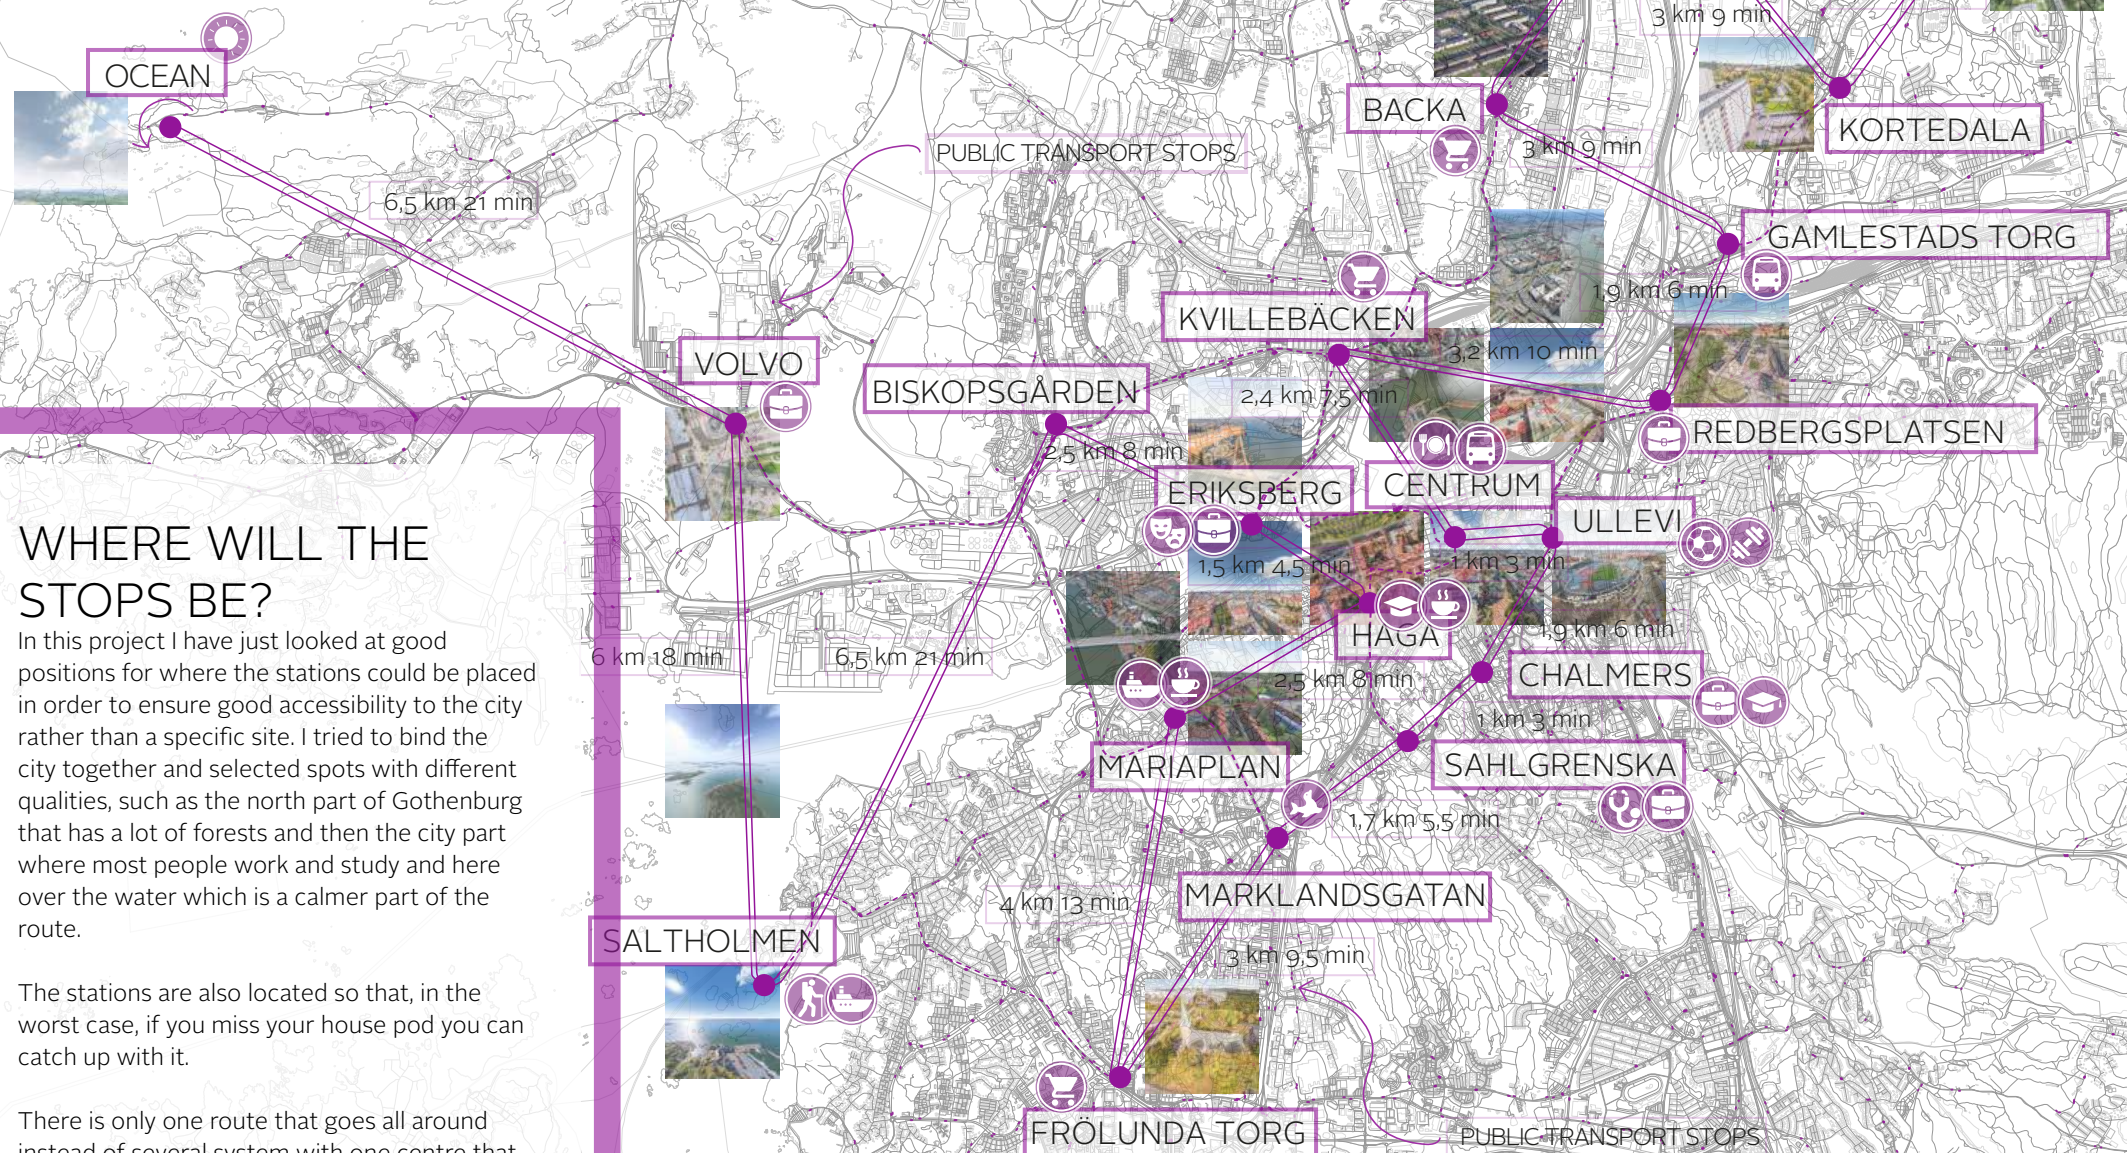 3 km 9 min
OCEAN
BACKA
KORTEDALA
3 km 9 min
PUBLIC TRANSPORT STOPS
6,5 km 21 min
GAMLESTADS TORG
1,9 km 6 min
KVILLEBÄCKEN
3,2 km 10 min
VOLVO
BISKOPSGÅRDEN
2,4 km 7,5 min
REDBERGSPLATSEN
2,5 km 8 min
ERIKSBERG
CENTRUM
ULLEVI
1,5 km 4,5 min
1 km 3 min
HAGA
1,9 km 6 min
6 km 18 min
6,5 km 21 min
2,5 km 8 min
CHALMERS
1 km 3 min
MARIAPLAN
SAHLGRENSKA
1,7 km 5,5 min
MARKLANDSGATAN
4 km 13 min
SALTHOLMEN
3 km 9,5 min
FRÖLUNDA TORG
PUBLIC TRANSPORT STOPS
WHERE WILL THE
STOPS BE?
In this project I have just looked at good
positions for where the stations could be placed
in order to ensure good accessibility to the city
rather than a specific site. I tried to bind the
city together and selected spots with different
qualities, such as the north part of Gothenburg
that has a lot of forests and then the city part
where most people work and study and here
over the water which is a calmer part of the
route.
The stations are also located so that, in the
worst case, if you miss your house pod you can
catch up with it.
There is only one route that goes all around
instead of several system with one centre that